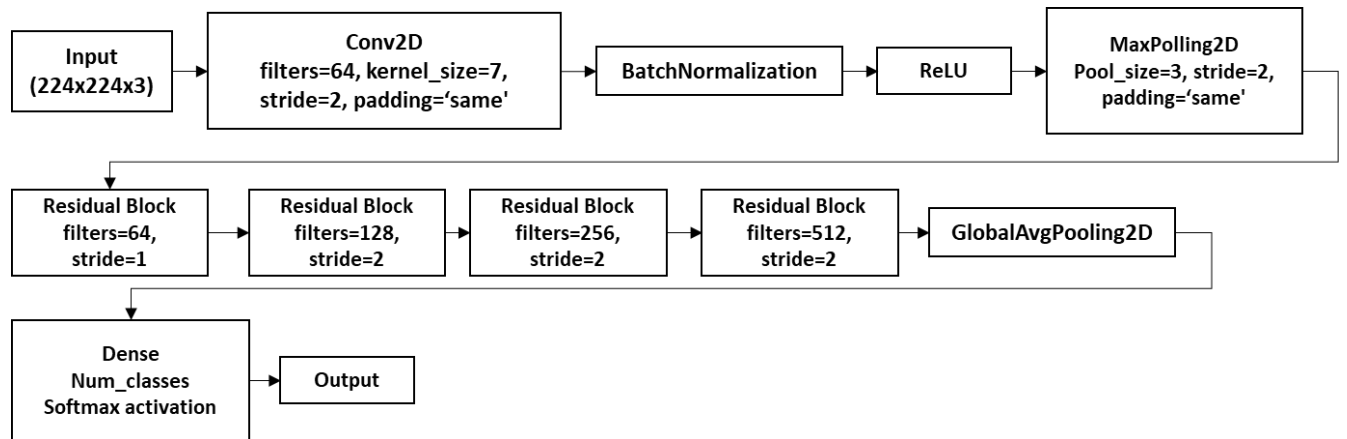 Input
(224x224x3)
Conv2D
filters=64, kernel_size=7,
stride=2, padding=‘same'
BatchNormalization
ReLU
MaxPolling2D
Pool_size=3, stride=2,
padding=‘same'
Residual Block
filters=64,
stride=1
Residual Block
filters=128,
stride=2
Residual Block
filters=256,
stride=2
Residual Block
filters=512,
stride=2
GlobalAvgPooling2D
Dense
Num_classes
Softmax activation
Output